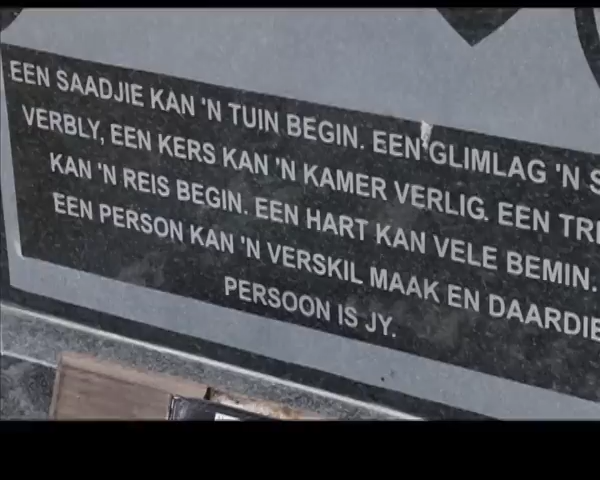 EEN SAADJIE KAN 'N TUIN BEGIN. EEN GLIMLAG 'N
VERBLY, EEN KERS KAN 'N KAMER VERLIG. EEN
KAN 'N REIS BEGIN. EEN HART KAN VELE BEMIN.
EEN PERSON KAN 'N VERSKIL MAAK EN DAARDIE
PERSOON IS JY.